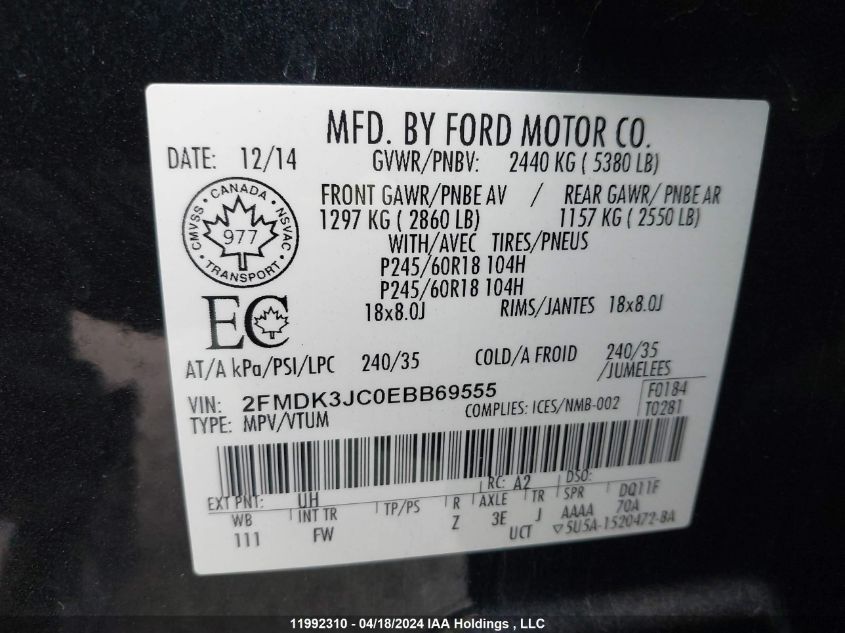 MFD. BY FORD MOTOR CO.
DATE: 12/14 GVWR/PNBV: 2440 KG ( 5380 LB)
FRONT GAWR/PNBE AV / REAR GAWR/ PNBE AR
1297 KG ( 2860 LB) 1157 KG ( 2550 LB)
CANADA
CMVSS 977 NSVAC
TRANSPORT
WITH/AVEC TIRES/PNEUS
P245/60R18 104H
P245/60R18 104H
18x8.0J RIMS/JANTES 18x8.0J
EC
AT/A kPa/PSI/LPC 240/35 COLD/A FROID 240/35
/JUMELEES
VIN: 2FMDK3JC0EBB69555 F0184
TYPE: MPV/VTUM COMPLIES: ICES/NMB-002 T0281
RC: A2 DSO:
EXT PNT: UH DQ11F
WB INT TR TP/PS R AXLE TR SPR 70A
111 FW Z 3E J AAAA
UCT 5U5A-1520472-BA
11992310 - 04/18/2024 IAA Holdings , LLC